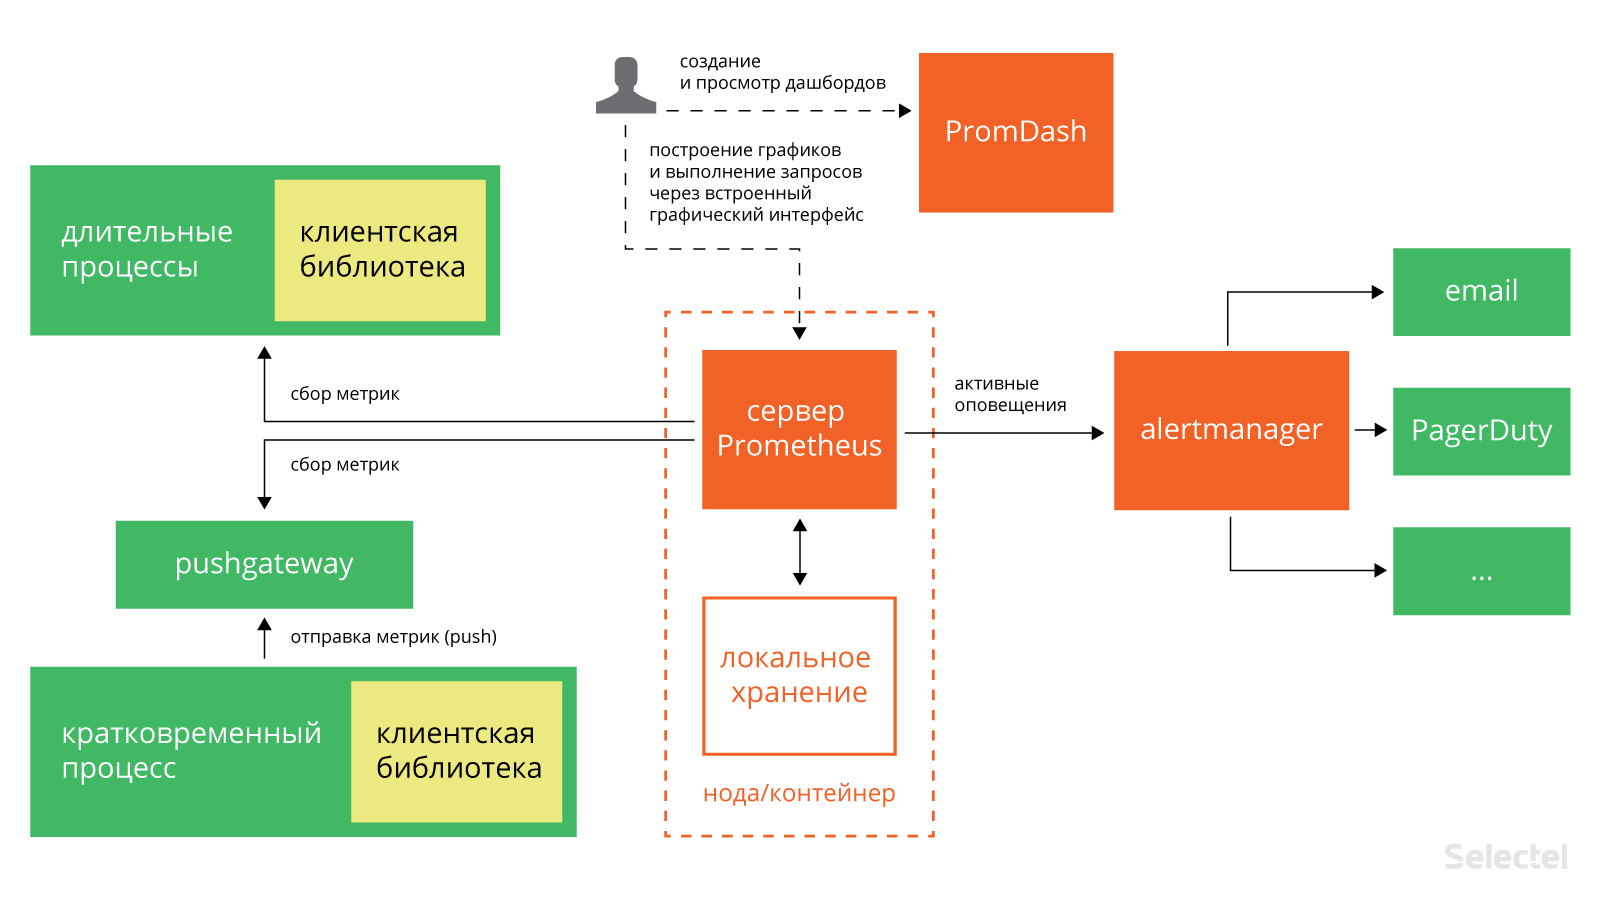 создание
и просмотр дашбордов
PromDash
построение графиков
и выполнение запросов
через встроенный
графический интерфейс
длительные
процессы
клиентская
библиотека
сбор метрик
сбор метрик
pushgateway
отправка метрик (push)
кратковременный
процесс
клиентская
библиотека
сервер
Prometheus
локальное
хранение
нода/контейнер
активные
оповещения
alertmanager
email
PagerDuty
...
Selectel